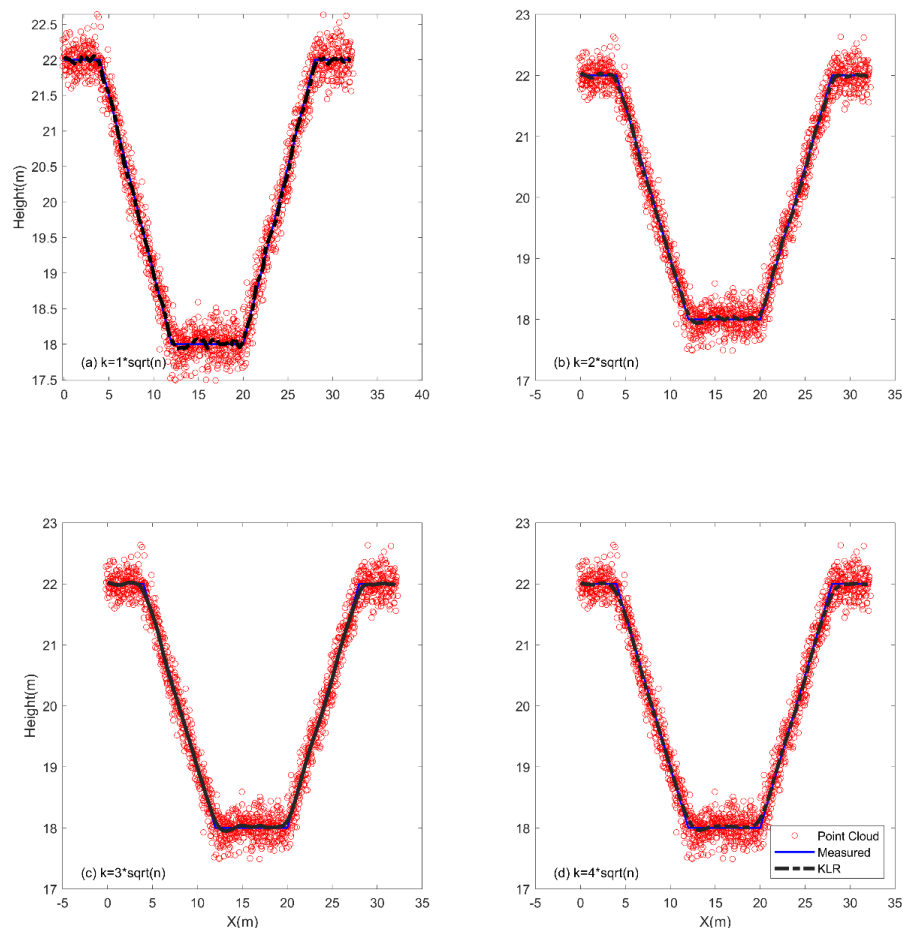 22.5
22
21.5
21
20.5
20
19.5
19
18.5
18
17.5
Height(m)
(a) k=1*sqrt(n)
0 5 10 15 20 25 30 35 40
23
22
21
20
19
18
17
(b) k=2*sqrt(n)
-5 0 5 10 15 20 25 30 35
23
22
21
20
19
18
17
Height(m)
(c) k=3*sqrt(n)
-5 0 5 10 15 20 25 30 35
X(m)
23
22
21
20
19
18
17
(d) k=4*sqrt(n)
Point Cloud
Measured
KLR
-5 0 5 10 15 20 25 30 35
X(m)